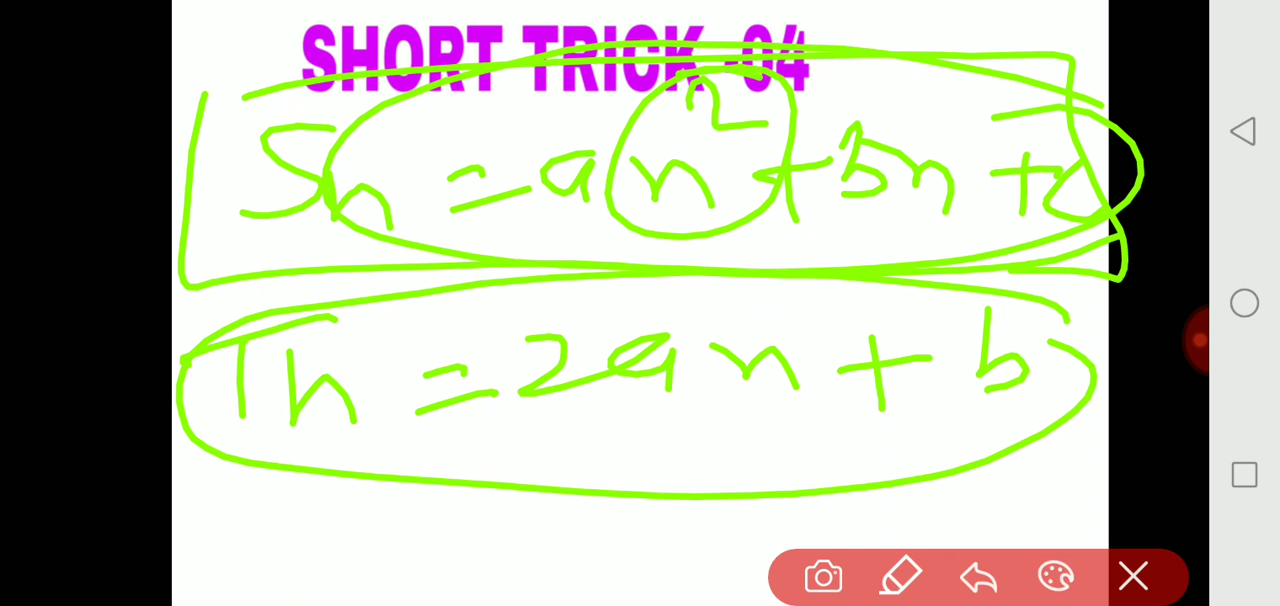 SHORT TRICK -04
Sn = an² + bn + c
Tn = 2an + b